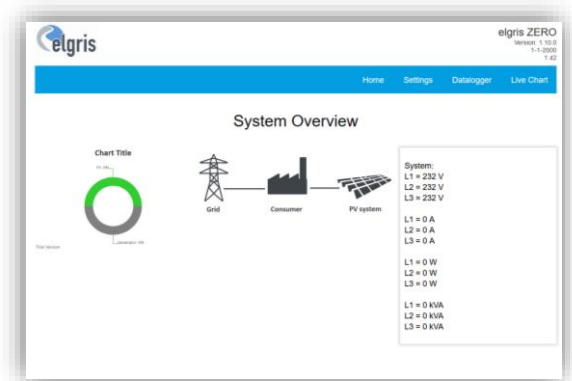 elgris
elgris ZERO
Version: 1.10.0
1-1-2000
1:42
Home Settings Datalogger Live Chart
System Overview
Chart Title
Grid Consumer PV system
Trial Version
System:
L1 = 232 V
L2 = 232 V
L3 = 232 V
L1 = 0 A
L2 = 0 A
L3 = 0 A
L1 = 0 W
L2 = 0 W
L3 = 0 W
L1 = 0 kVA
L2 = 0 kVA
L3 = 0 kVA